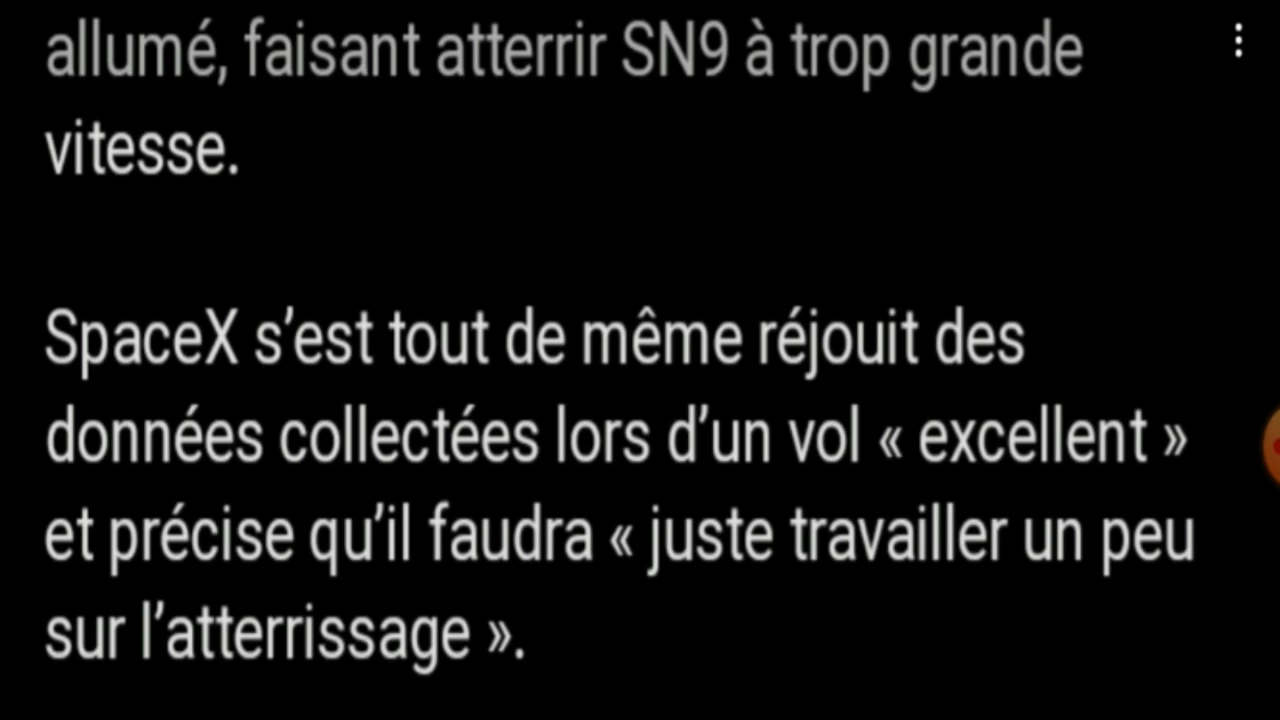 allumé, faisant atterrir SN9 à trop grande
vitesse.
SpaceX s’est tout de même réjouit des
données collectées lors d’un vol « excellent »
et précise qu’il faudra « juste travailler un peu
sur l’atterrissage ».